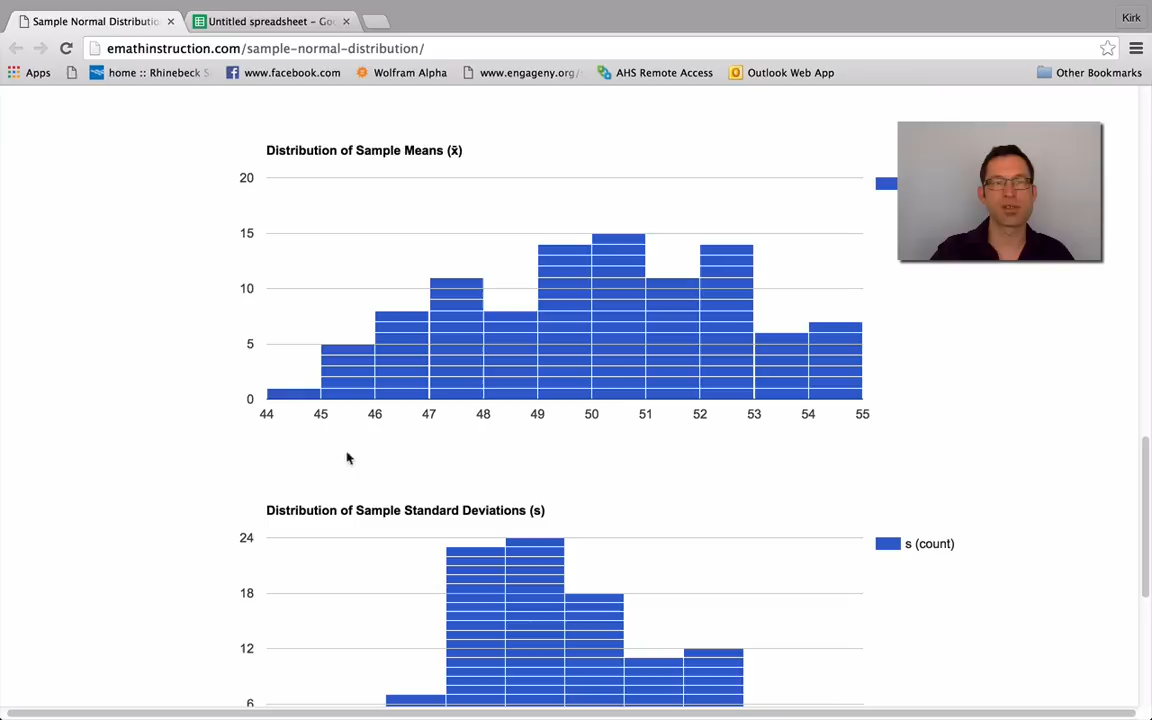 Sample Normal Distributio
Untitled spreadsheet – Goo
Kirk
emathinstruction.com/sample-normal-distribution/
Apps
home :: Rhinebeck S
www.facebook.com
Wolfram Alpha
www.engageny.org/
AHS Remote Access
Outlook Web App
Other Bookmarks
Distribution of Sample Means (x̄)
20
15
10
5
0
44 45 46 47 48 49 50 51 52 53 54 55
Distribution of Sample Standard Deviations (s)
24
s (count)
18
12
6